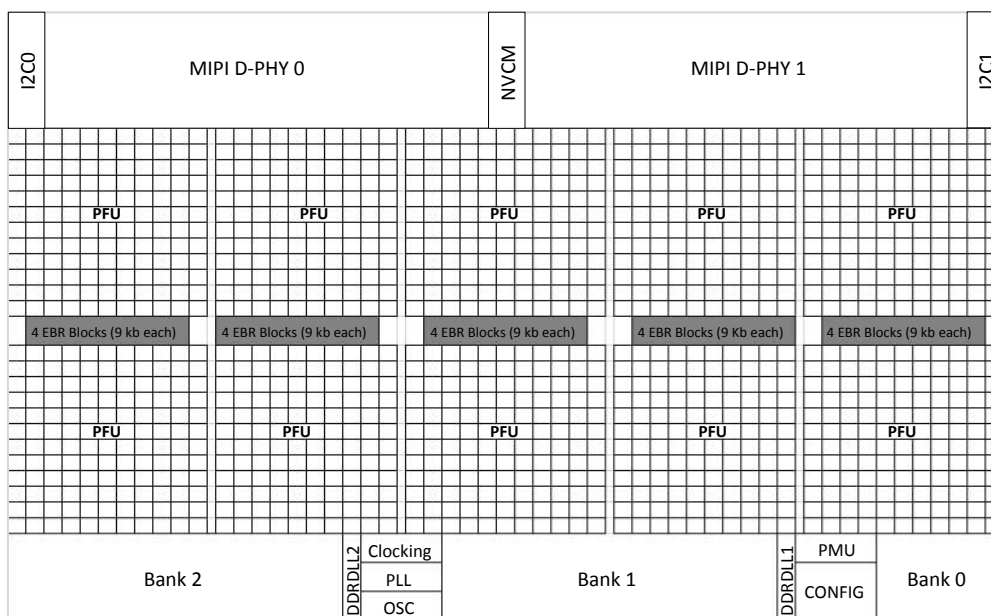 I2C0
MIPI D-PHY 0
NVCM
MIPI D-PHY 1
I2C1
PFU
PFU
PFU
PFU
PFU
4 EBR Blocks (9 kb each)
4 EBR Blocks (9 kb each)
4 EBR Blocks (9 kb each)
4 EBR Blocks (9 Kb each)
4 EBR Blocks (9 kb each)
PFU
PFU
PFU
PFU
PFU
Bank 2
DDRDLL2
Clocking
PLL
OSC
Bank 1
DDRDLL1
PMU
CONFIG
Bank 0